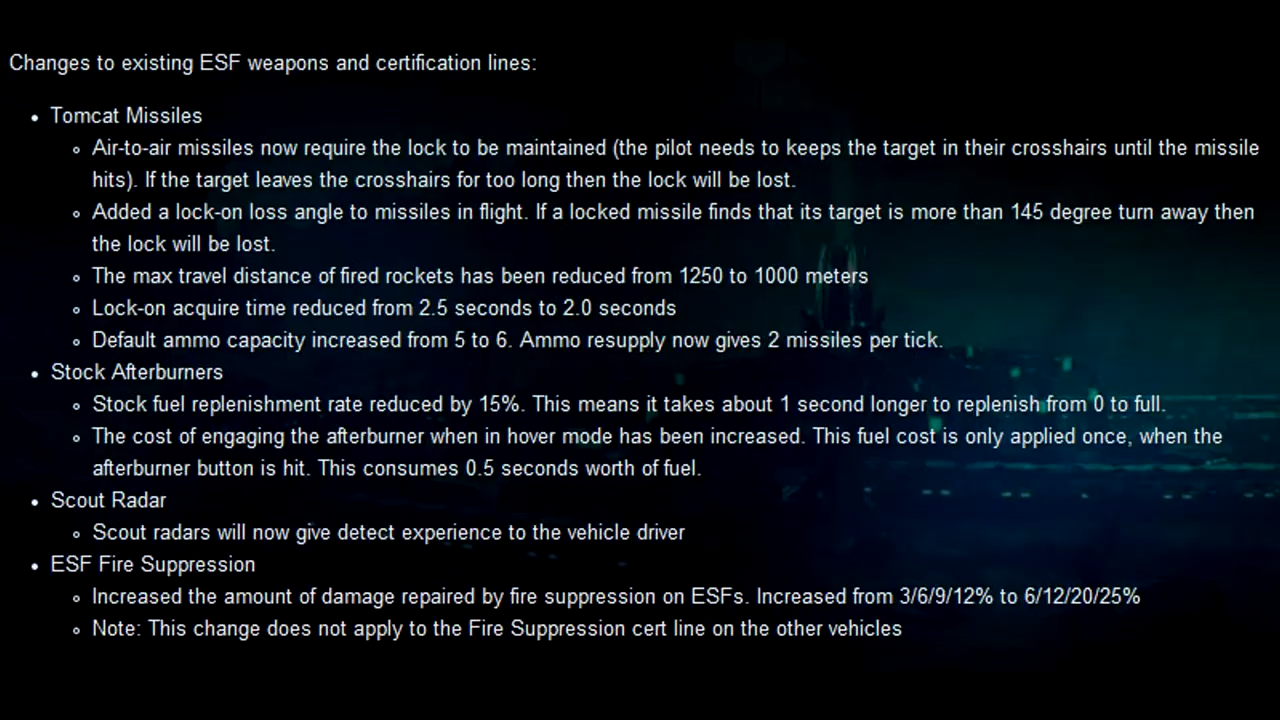 Changes to existing ESF weapons and certification lines:
• Tomcat Missiles
◦ Air-to-air missiles now require the lock to be maintained (the pilot needs to keeps the target in their crosshairs until the missile
hits). If the target leaves the crosshairs for too long then the lock will be lost.
◦ Added a lock-on loss angle to missiles in flight. If a locked missile finds that its target is more than 145 degree turn away then
the lock will be lost.
◦ The max travel distance of fired rockets has been reduced from 1250 to 1000 meters
◦ Lock-on acquire time reduced from 2.5 seconds to 2.0 seconds
◦ Default ammo capacity increased from 5 to 6. Ammo resupply now gives 2 missiles per tick.
• Stock Afterburners
◦ Stock fuel replenishment rate reduced by 15%. This means it takes about 1 second longer to replenish from 0 to full.
◦ The cost of engaging the afterburner when in hover mode has been increased. This fuel cost is only applied once, when the
afterburner button is hit. This consumes 0.5 seconds worth of fuel.
• Scout Radar
◦ Scout radars will now give detect experience to the vehicle driver
• ESF Fire Suppression
◦ Increased the amount of damage repaired by fire suppression on ESFs. Increased from 3/6/9/12% to 6/12/20/25%
◦ Note: This change does not apply to the Fire Suppression cert line on the other vehicles